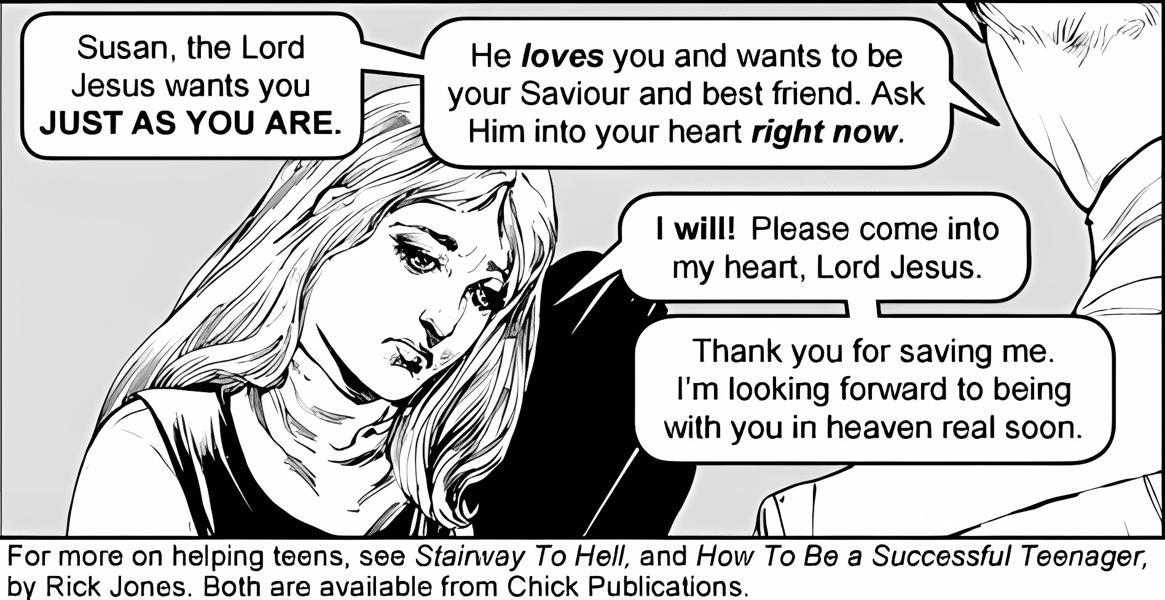 Susan, the Lord
Jesus wants you
JUST AS YOU ARE.
He loves you and wants to be
your Saviour and best friend. Ask
Him into your heart right now.
I will! Please come into
my heart, Lord Jesus.
Thank you for saving me.
I'm looking forward to being
with you in heaven real soon.
For more on helping teens, see Stairway To Hell, and How To Be a Successful Teenager,
by Rick Jones. Both are available from Chick Publications.